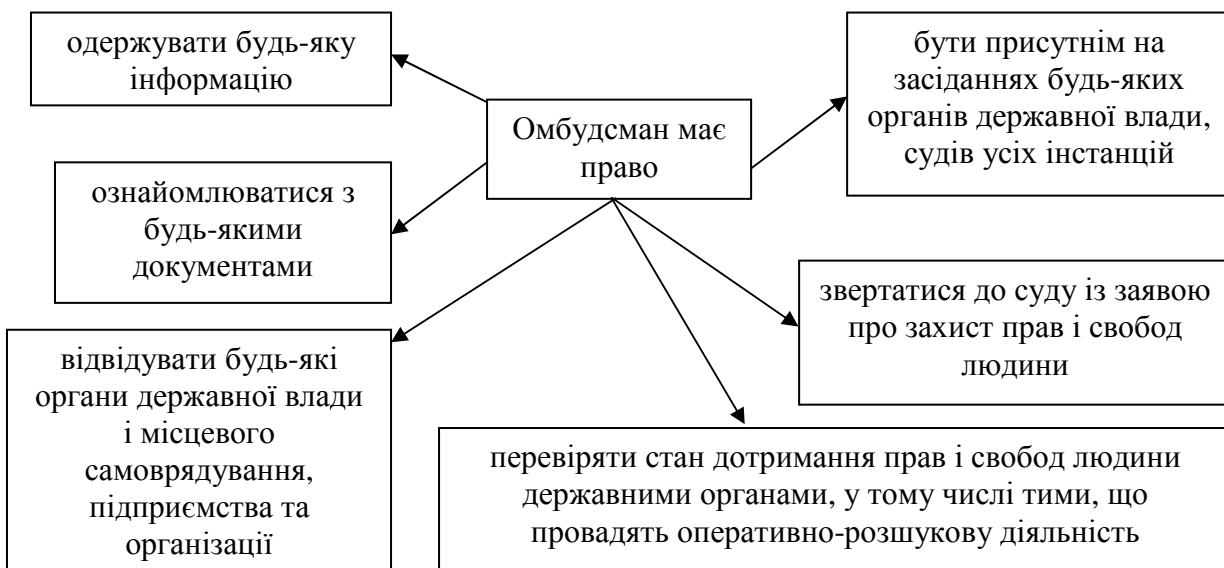 одержувати будь-яку
інформацію
Омбудсман має
право
бути присутнім на
засіданнях будь-яких
органів державної влади,
судів усіх інстанцій
ознайомлюватися з
будь-якими
документами
звертатися до суду із заявою
про захист прав і свобод
людини
відвідувати будь-які
органи державної влади
і місцевого
самоврядування,
підприємства та
організації
перевіряти стан дотримання прав і свобод людини
державними органами, у тому числі тими, що
провадять оперативно-розшукову діяльність